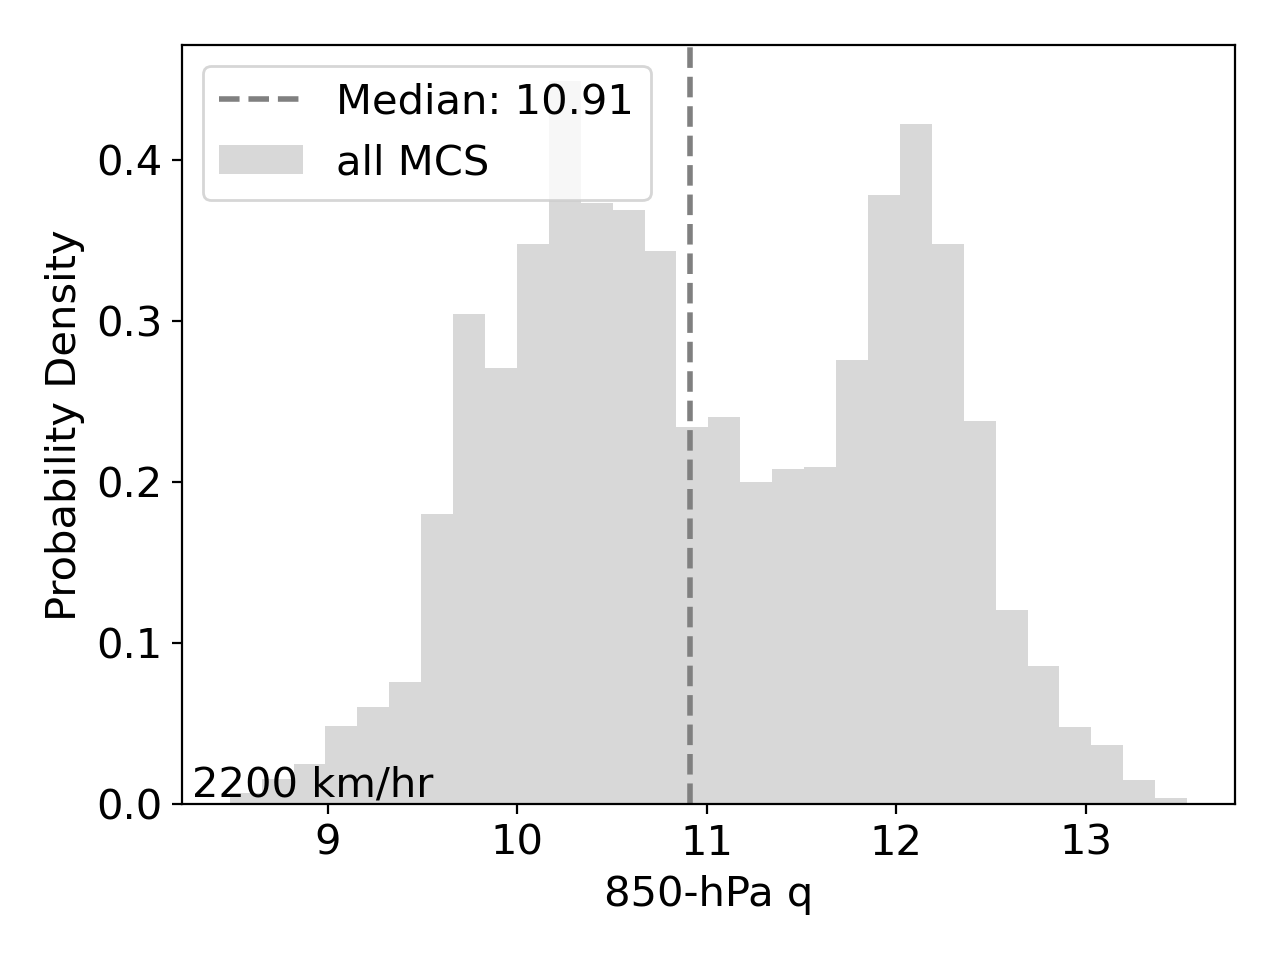 Median: 10.91
all MCS
0.4
0.3
0.2
0.1
0.0
Probability Density
2200 km/hr
9 10 11 12 13
850-hPa q